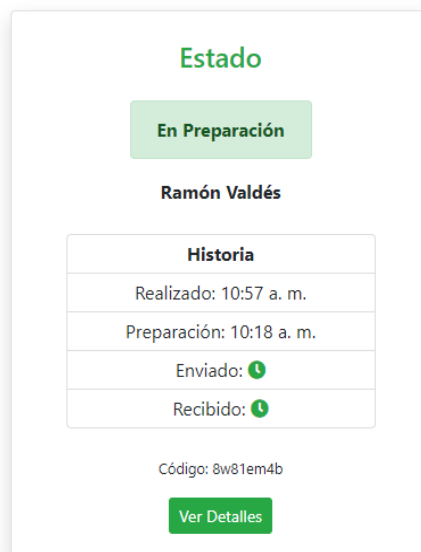 Estado
En Preparación
Ramón Valdés
Historia
Realizado: 10:57 a. m.
Preparación: 10:18 a. m.
Enviado:
Recibido:
Código: 8w81em4b
Ver Detalles